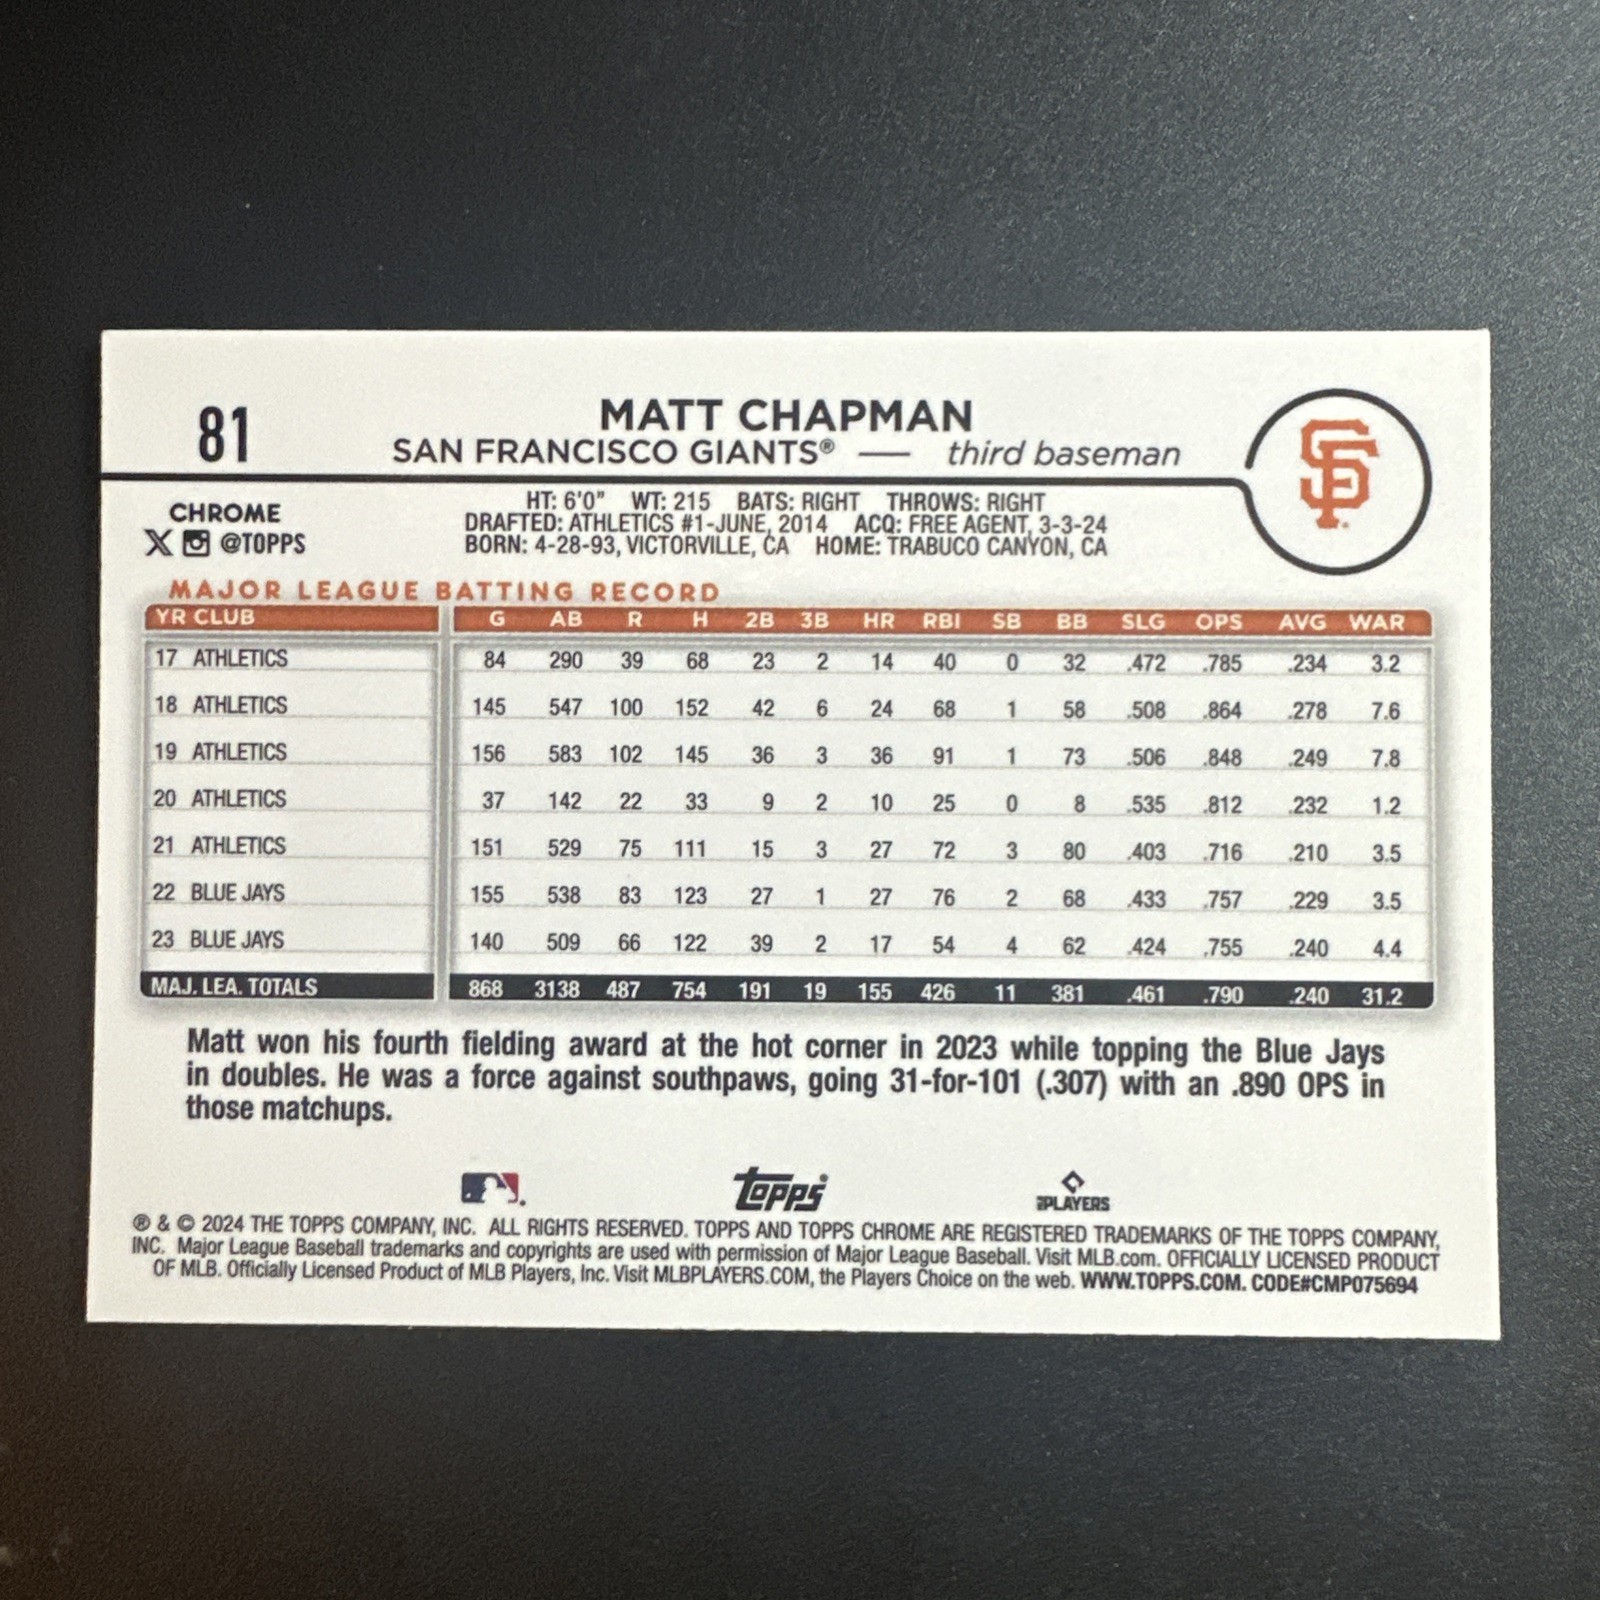 81
MATT CHAPMAN
SAN FRANCISCO GIANTS® — third baseman
SF
CHROME
X @TOPPS
HT: 6'0" WT: 215 BATS: RIGHT THROWS: RIGHT
DRAFTED: ATHLETICS #1-JUNE, 2014 ACQ: FREE AGENT, 3-3-24
BORN: 4-28-93, VICTORVILLE, CA HOME: TRABUCO CANYON, CA
MAJOR LEAGUE BATTING RECORD
YR CLUB G AB R H 2B 3B HR RBI SB BB SLG OPS AVG WAR
17 ATHLETICS 84 290 39 68 23 2 14 40 0 32 .472 .785 .234 3.2
18 ATHLETICS 145 547 100 152 42 6 24 68 1 58 .508 .864 .278 7.6
19 ATHLETICS 156 583 102 145 36 3 36 91 1 73 .506 .848 .249 7.8
20 ATHLETICS 37 142 22 33 9 2 10 25 0 8 .535 .812 .232 1.2
21 ATHLETICS 151 529 75 111 15 3 27 72 3 80 .403 .716 .210 3.5
22 BLUE JAYS 155 538 83 123 27 1 27 76 2 68 .433 .757 .229 3.5
23 BLUE JAYS 140 509 66 122 39 2 17 54 4 62 .424 .755 .240 4.4
MAJ. LEA. TOTALS 868 3138 487 754 191 19 155 426 11 381 .461 .790 .240 31.2
Matt won his fourth fielding award at the hot corner in 2023 while topping the Blue Jays
in doubles. He was a force against southpaws, going 31-for-101 (.307) with an .890 OPS in
those matchups.
Topps
PLAYERS
® & © 2024 THE TOPPS COMPANY, INC. ALL RIGHTS RESERVED. TOPPS AND TOPPS CHROME ARE REGISTERED TRADEMARKS OF THE TOPPS COMPANY,
INC. Major League Baseball trademarks and copyrights are used with permission of Major League Baseball. Visit MLB.com. OFFICIALLY LICENSED PRODUCT
OF MLB. Officially Licensed Product of MLB Players, Inc. Visit MLBPLAYERS.COM, the Players Choice on the web. WWW.TOPPS.COM. CODE#CMP075694